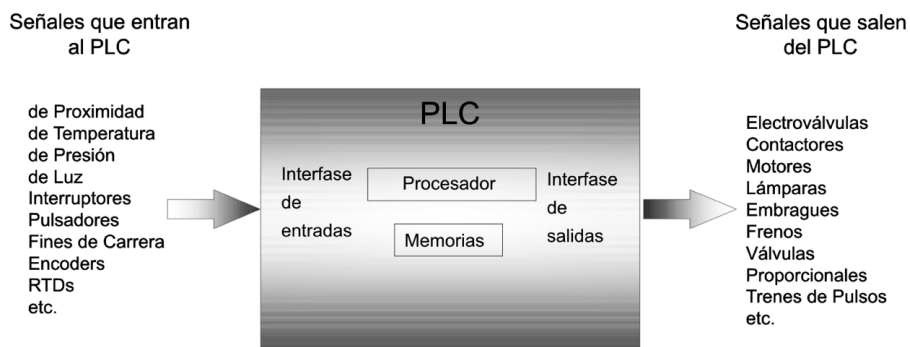 Señales que entran
al PLC
de Proximidad
de Temperatura
de Presión
de Luz
Interruptores
Pulsadores
Fines de Carrera
Encoders
RTDs
etc.
PLC
Interfase
de
entradas
Procesador
Memorias
Interfase
de
salidas
Señales que salen
del PLC
Electroválvulas
Contactores
Motores
Lámparas
Embragues
Frenos
Válvulas
Proporcionales
Trenes de Pulsos
etc.